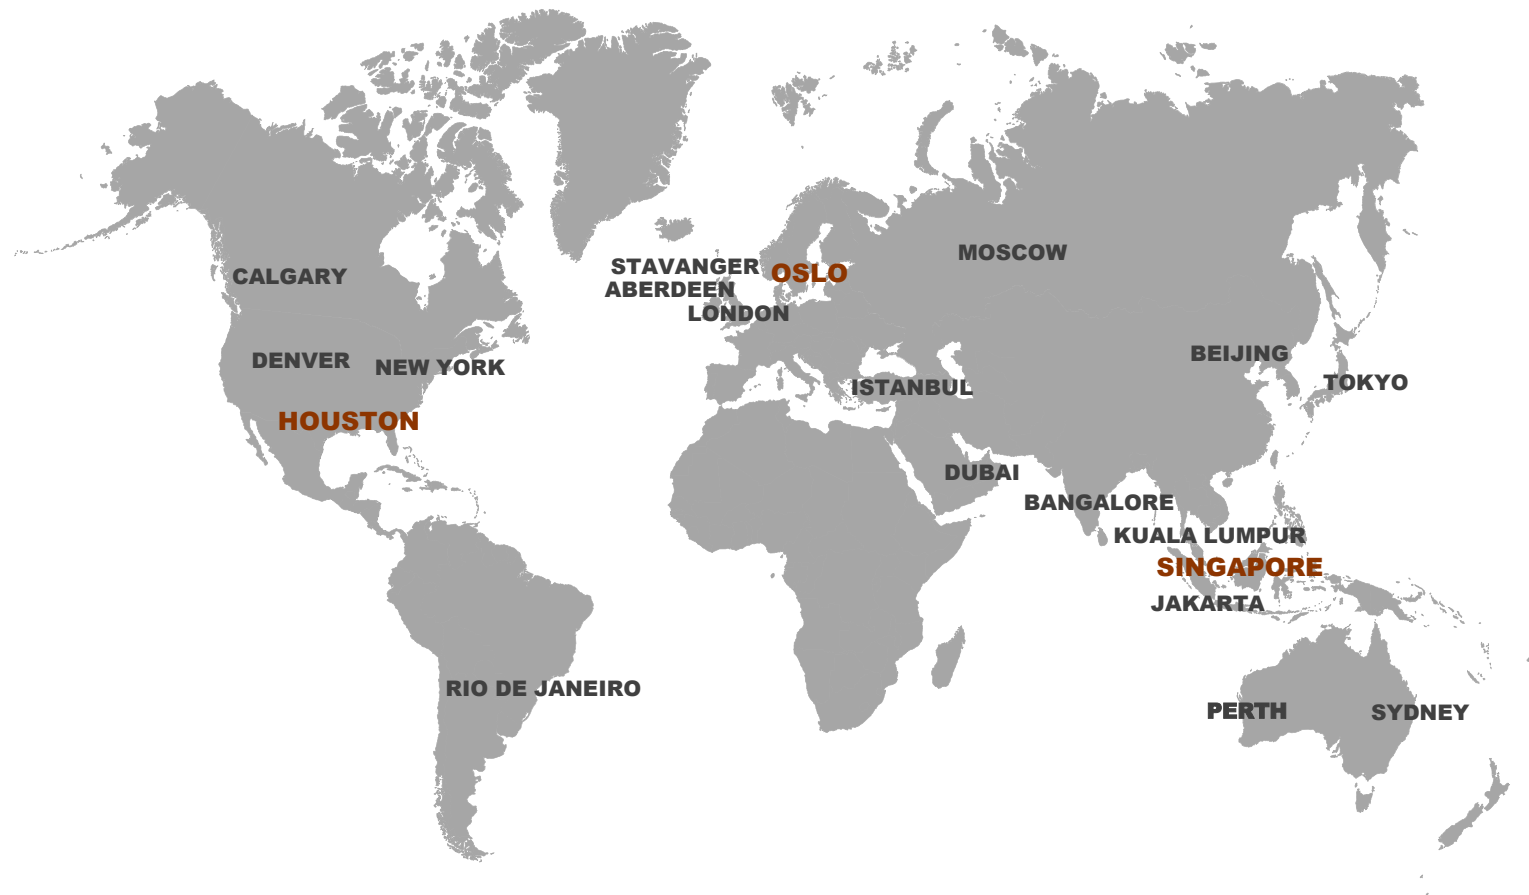 MOSCOW
STAVANGER
OSLO
CALGARY
ABERDEEN
LONDON
BEIJING
DENVER
NEW YORK
TOKYO
ISTANBUL
HOUSTON
DUBAI
BANGALORE
KUALA LUMPUR
SINGAPORE
JAKARTA
RIO DE JANEIRO
PERTH
SYDNEY